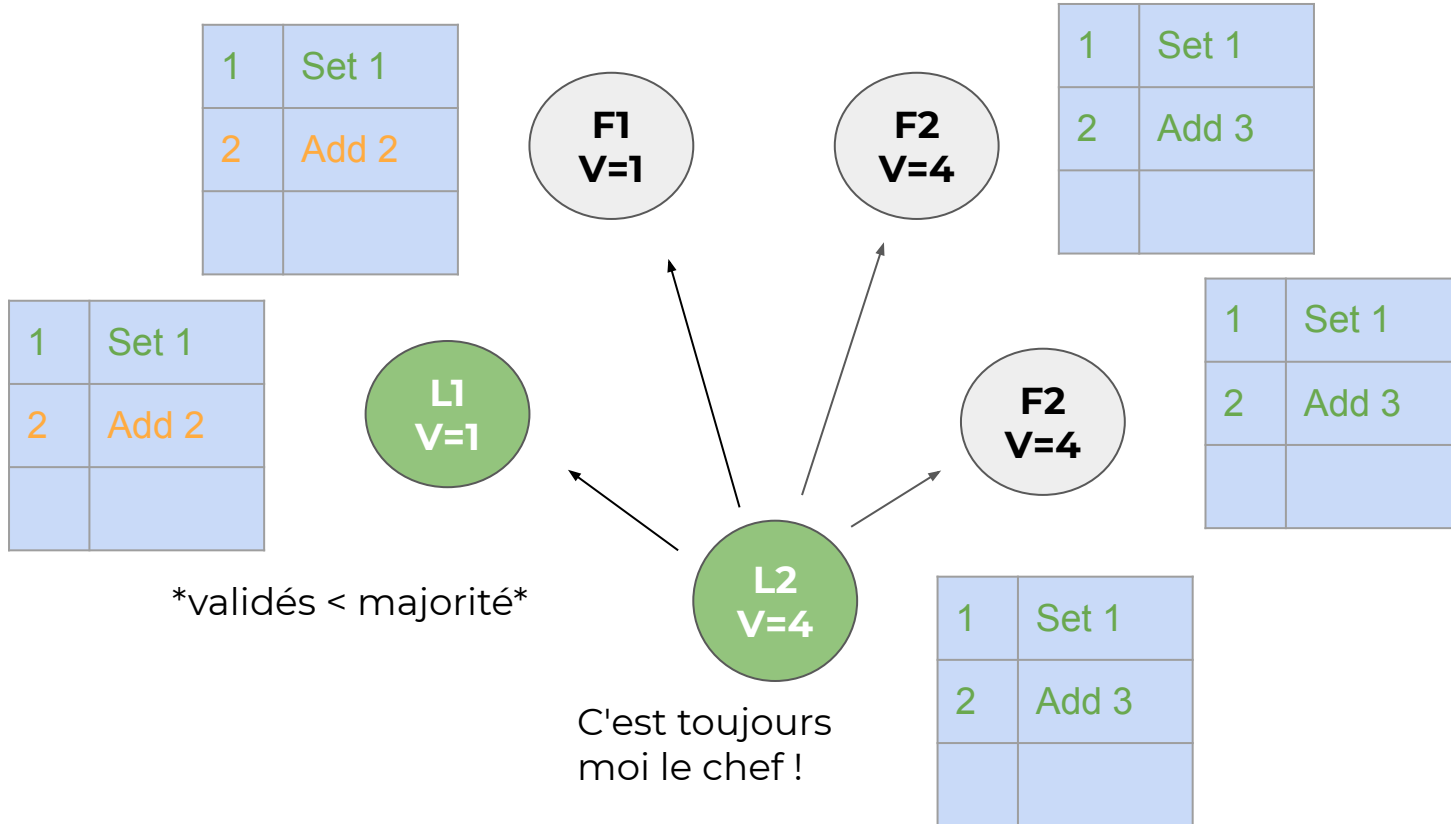 1 Set 1
2 Add 2
F1
V=1
F2
V=4
1 Set 1
2 Add 3
1 Set 1
2 Add 2
L1
V=1
F2
V=4
1 Set 1
2 Add 3
*validés < majorité*
L2
V=4
C'est toujours
moi le chef !
1 Set 1
2 Add 3